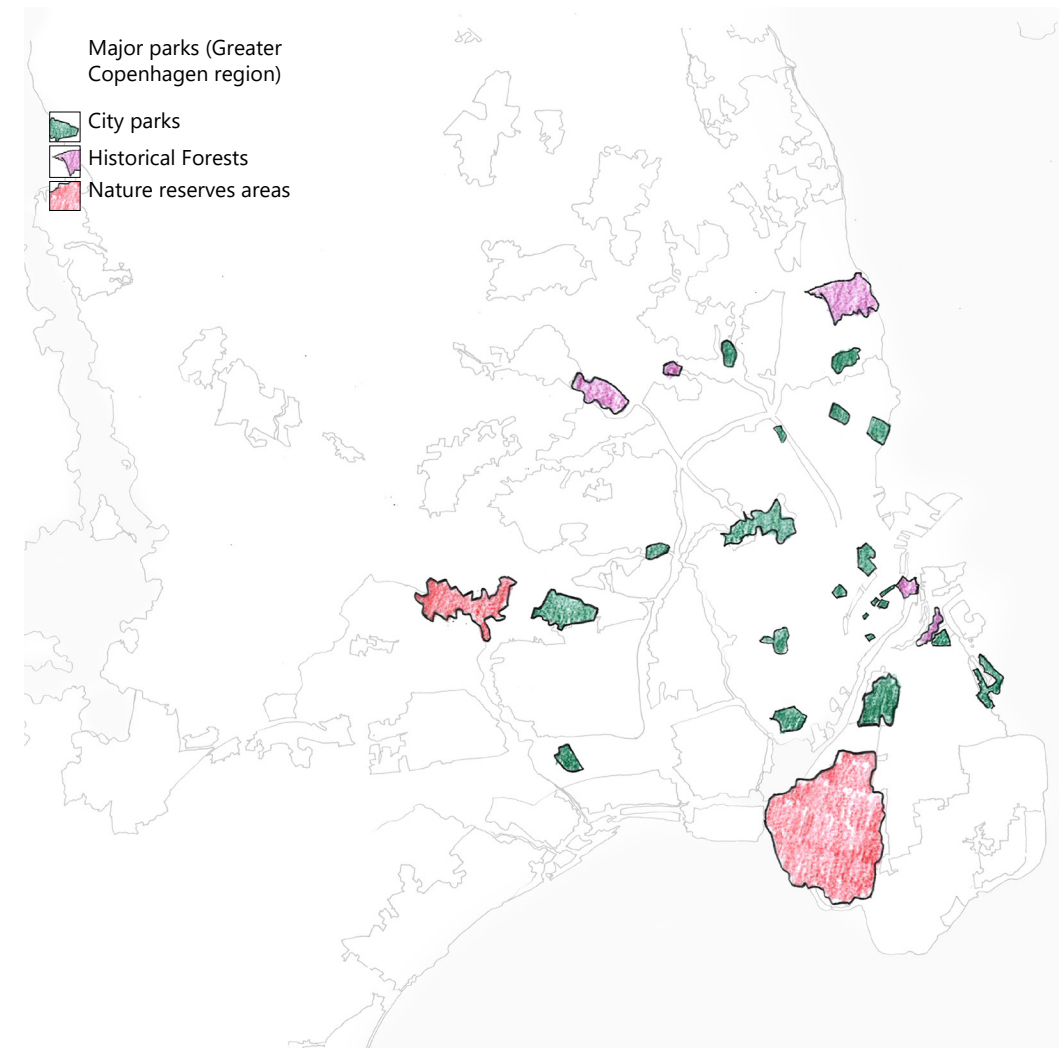 Major parks (Greater
Copenhagen region)
City parks
Historical Forests
Nature reserves areas